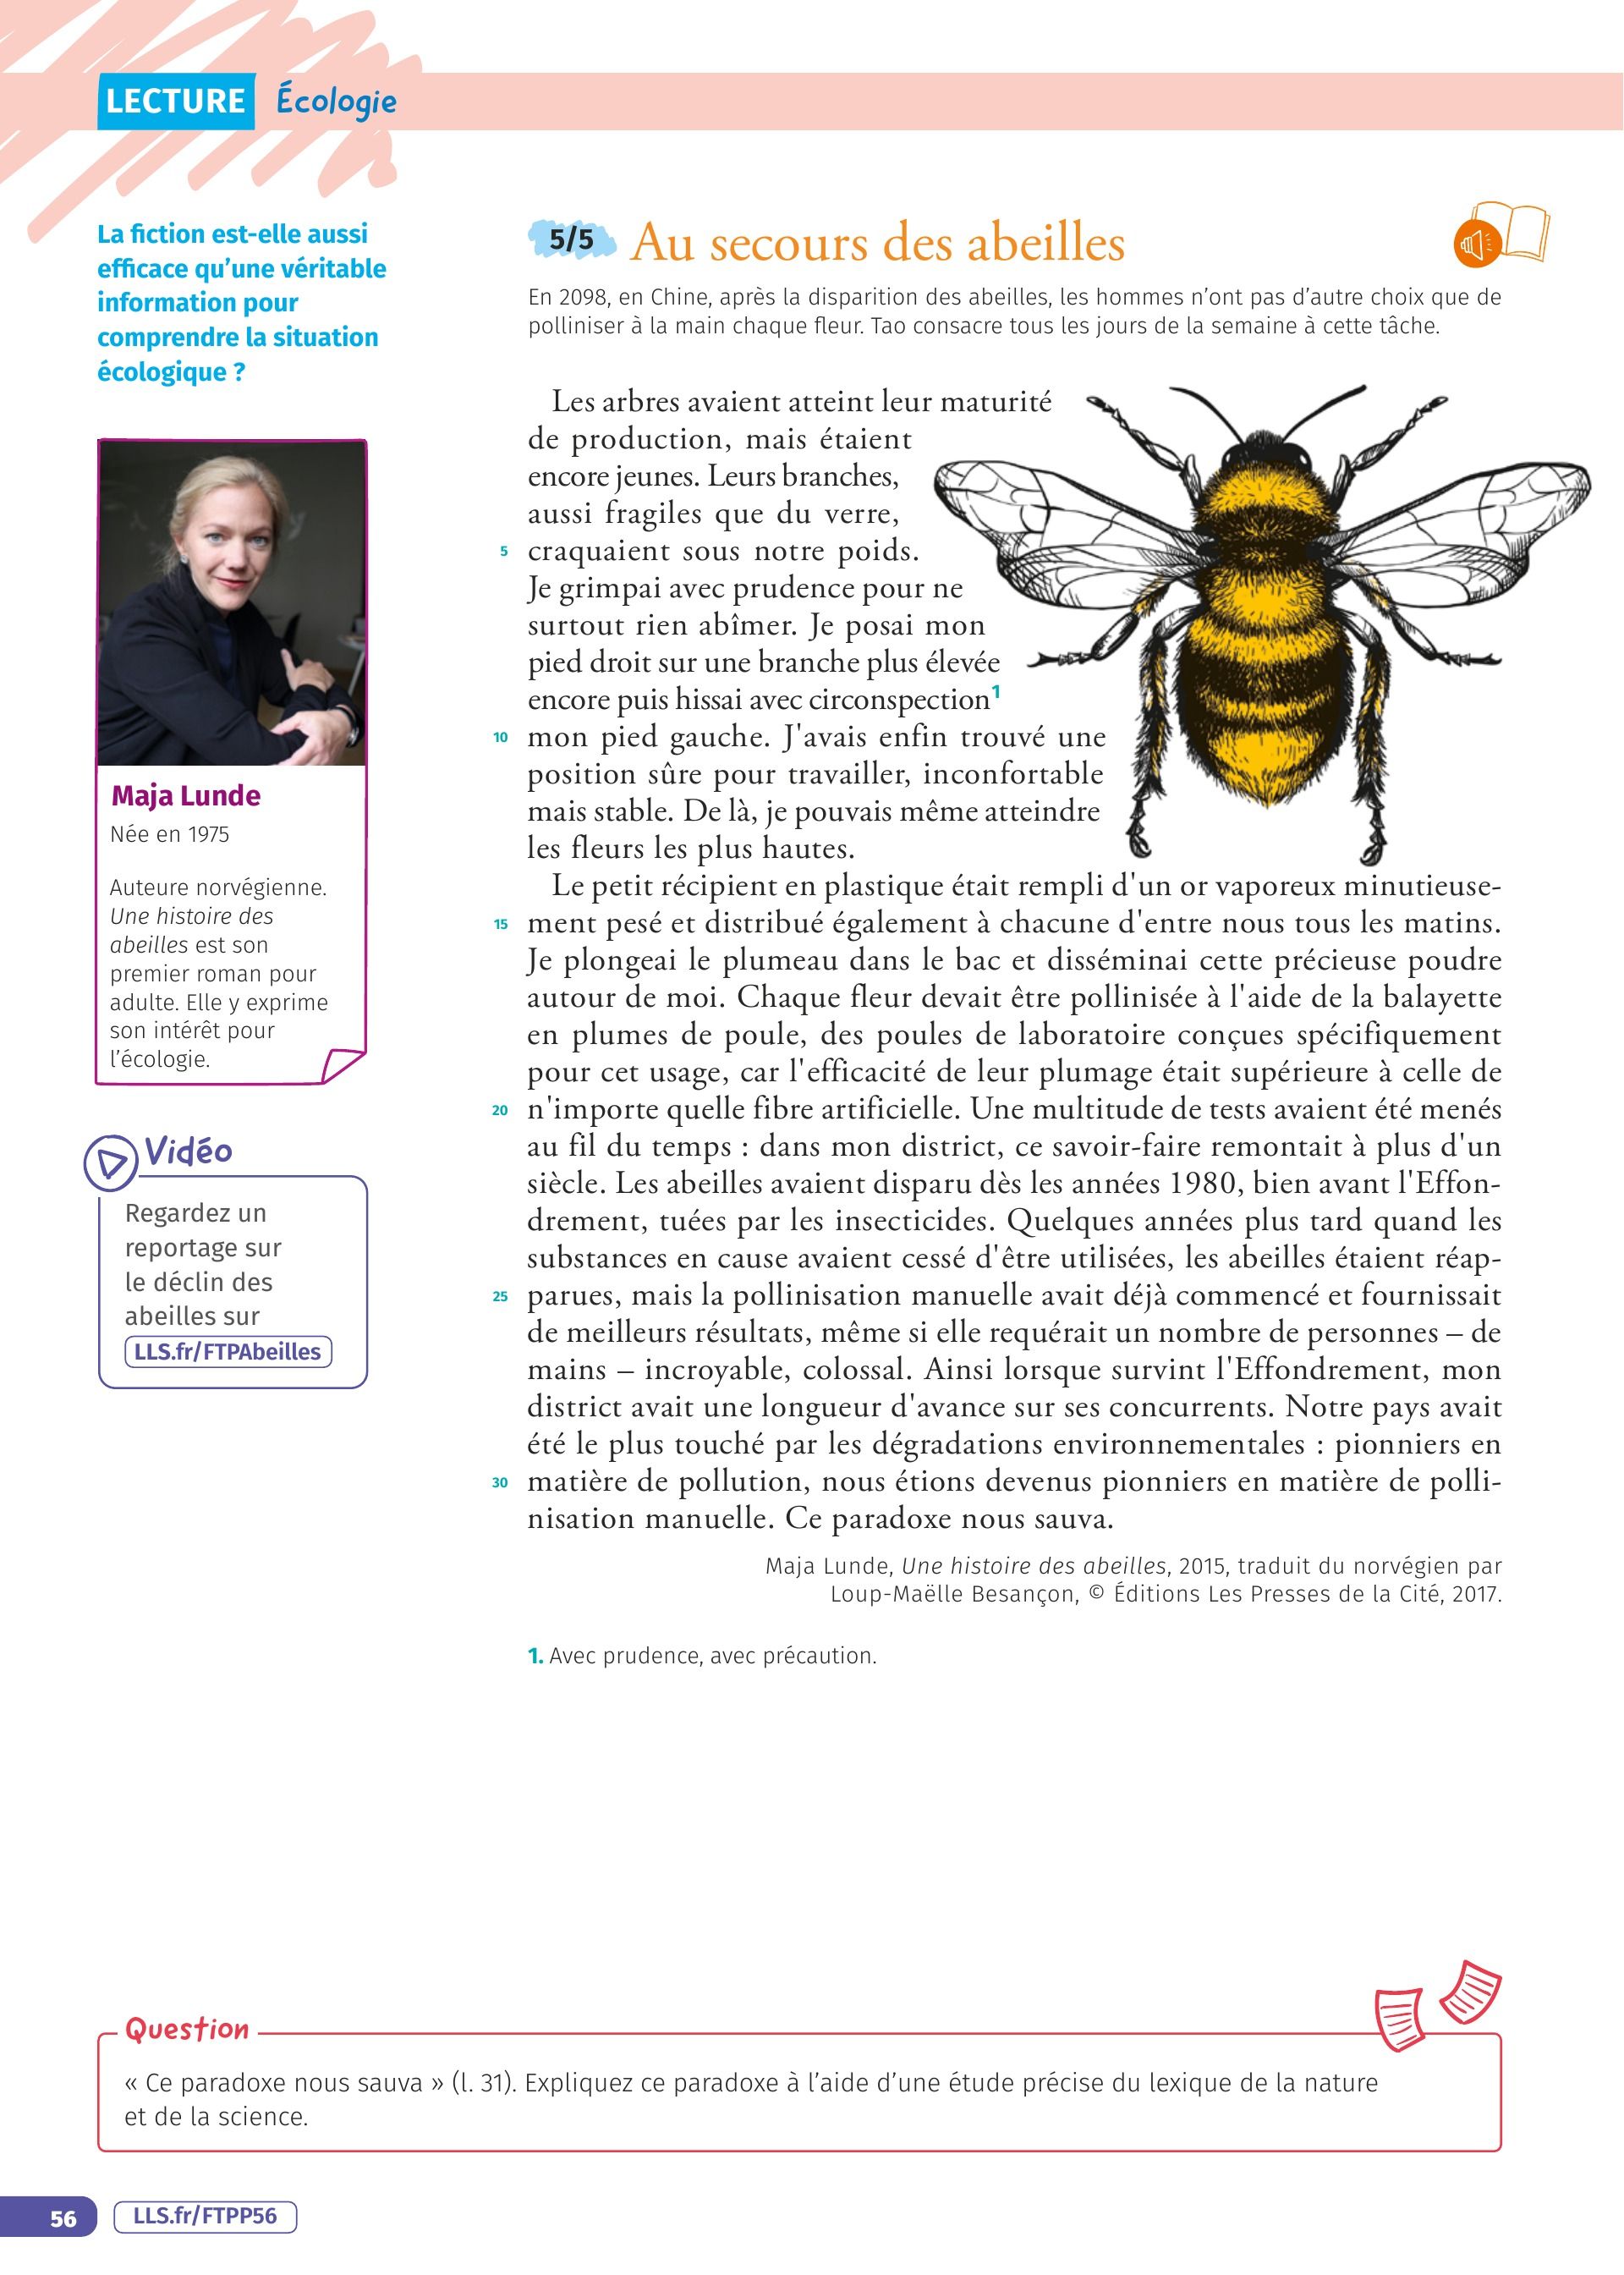 LECTURE Écologie
La fiction est-elle aussi
efficace qu’une véritable
information pour
comprendre la situation
écologique ?
Maja Lunde
Née en 1975
Auteure norvégienne.
Une histoire des
abeilles est son
premier roman pour
adulte. Elle y exprime
son intérêt pour
l’écologie.
Vidéo
Regardez un
reportage sur
le déclin des
abeilles sur
LLS.fr/FTPAbeilles
5/5 Au secours des abeilles
En 2098, en Chine, après la disparition des abeilles, les hommes n’ont pas d’autre choix que de
polliniser à la main chaque fleur. Tao consacre tous les jours de la semaine à cette tâche.
Les arbres avaient atteint leur maturité
de production, mais étaient
encore jeunes. Leurs branches,
aussi fragiles que du verre,
5 craquaient sous notre poids.
Je grimpai avec prudence pour ne
surtout rien abîmer. Je posai mon
pied droit sur une branche plus élevée
encore puis hissai avec circonspection1
10 mon pied gauche. J'avais enfin trouvé une
position sûre pour travailler, inconfortable
mais stable. De là, je pouvais même atteindre
les fleurs les plus hautes.
Le petit récipient en plastique était rempli d'un or vaporeux minutieuse-
15 ment pesé et distribué également à chacune d'entre nous tous les matins.
Je plongeai le plumeau dans le bac et disséminai cette précieuse poudre
autour de moi. Chaque fleur devait être pollinisée à l'aide de la balayette
en plumes de poule, des poules de laboratoire conçues spécifiquement
pour cet usage, car l'efficacité de leur plumage était supérieure à celle de
20 n'importe quelle fibre artificielle. Une multitude de tests avaient été menés
au fil du temps : dans mon district, ce savoir-faire remontait à plus d'un
siècle. Les abeilles avaient disparu dès les années 1980, bien avant l'Effon-
drement, tuées par les insecticides. Quelques années plus tard quand les
substances en cause avaient cessé d'être utilisées, les abeilles étaient réap-
25 parues, mais la pollinisation manuelle avait déjà commencé et fournissait
de meilleurs résultats, même si elle requérait un nombre de personnes – de
mains – incroyable, colossal. Ainsi lorsque survint l'Effondrement, mon
district avait une longueur d'avance sur ses concurrents. Notre pays avait
été le plus touché par les dégradations environnementales : pionniers en
30 matière de pollution, nous étions devenus pionniers en matière de polli-
nisation manuelle. Ce paradoxe nous sauva.
Maja Lunde, Une histoire des abeilles, 2015, traduit du norvégien par
Loup-Maëlle Besançon, © Éditions Les Presses de la Cité, 2017.
1. Avec prudence, avec précaution.
Question
« Ce paradoxe nous sauva » (l. 31). Expliquez ce paradoxe à l’aide d’une étude précise du lexique de la nature
et de la science.
56 LLS.fr/FTPP56